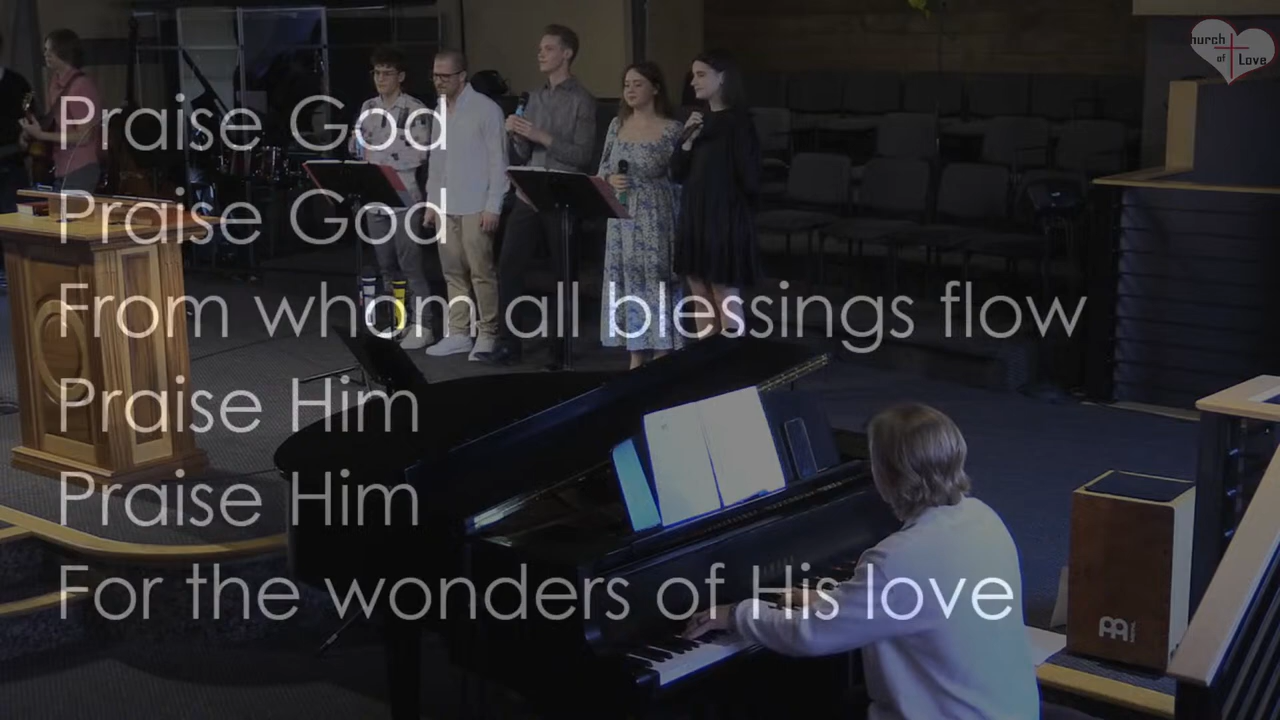 Church
of
Love
Praise God
Praise God
From whom all blessings flow
Praise Him
Praise Him
For the wonders of His love